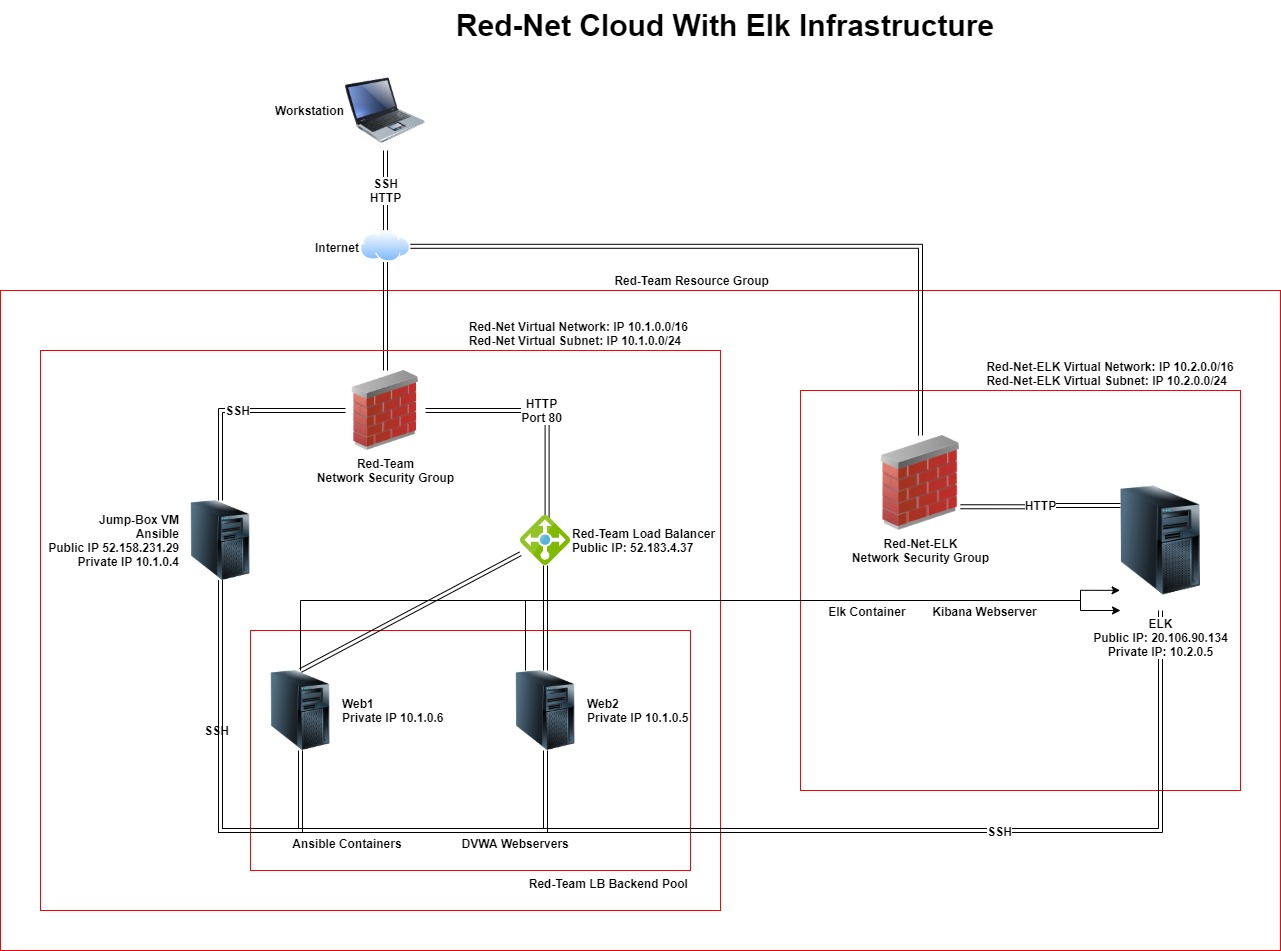 Red-Net Cloud With Elk Infrastructure
Workstation
SSH
HTTP
Internet
Red-Team Resource Group
Red-Net Virtual Network: IP 10.1.0.0/16
Red-Net Virtual Subnet: IP 10.1.0.0/24
Red-Net-ELK Virtual Network: IP 10.2.0.0/16
Red-Net-ELK Virtual Subnet: IP 10.2.0.0/24
SSH
HTTP
Port 80
Red-Team
Network Security Group
HTTP
Jump-Box VM
Ansible
Public IP 52.158.231.29
Private IP 10.1.0.4
Red-Team Load Balancer
Public IP: 52.183.4.37
Red-Net-ELK
Network Security Group
Elk Container
Kibana Webserver
ELK
Public IP: 20.106.90.134
Private IP: 10.2.0.5
Web1
Private IP 10.1.0.6
Web2
Private IP 10.1.0.5
SSH
SSH
Ansible Containers
DVWA Webservers
Red-Team LB Backend Pool